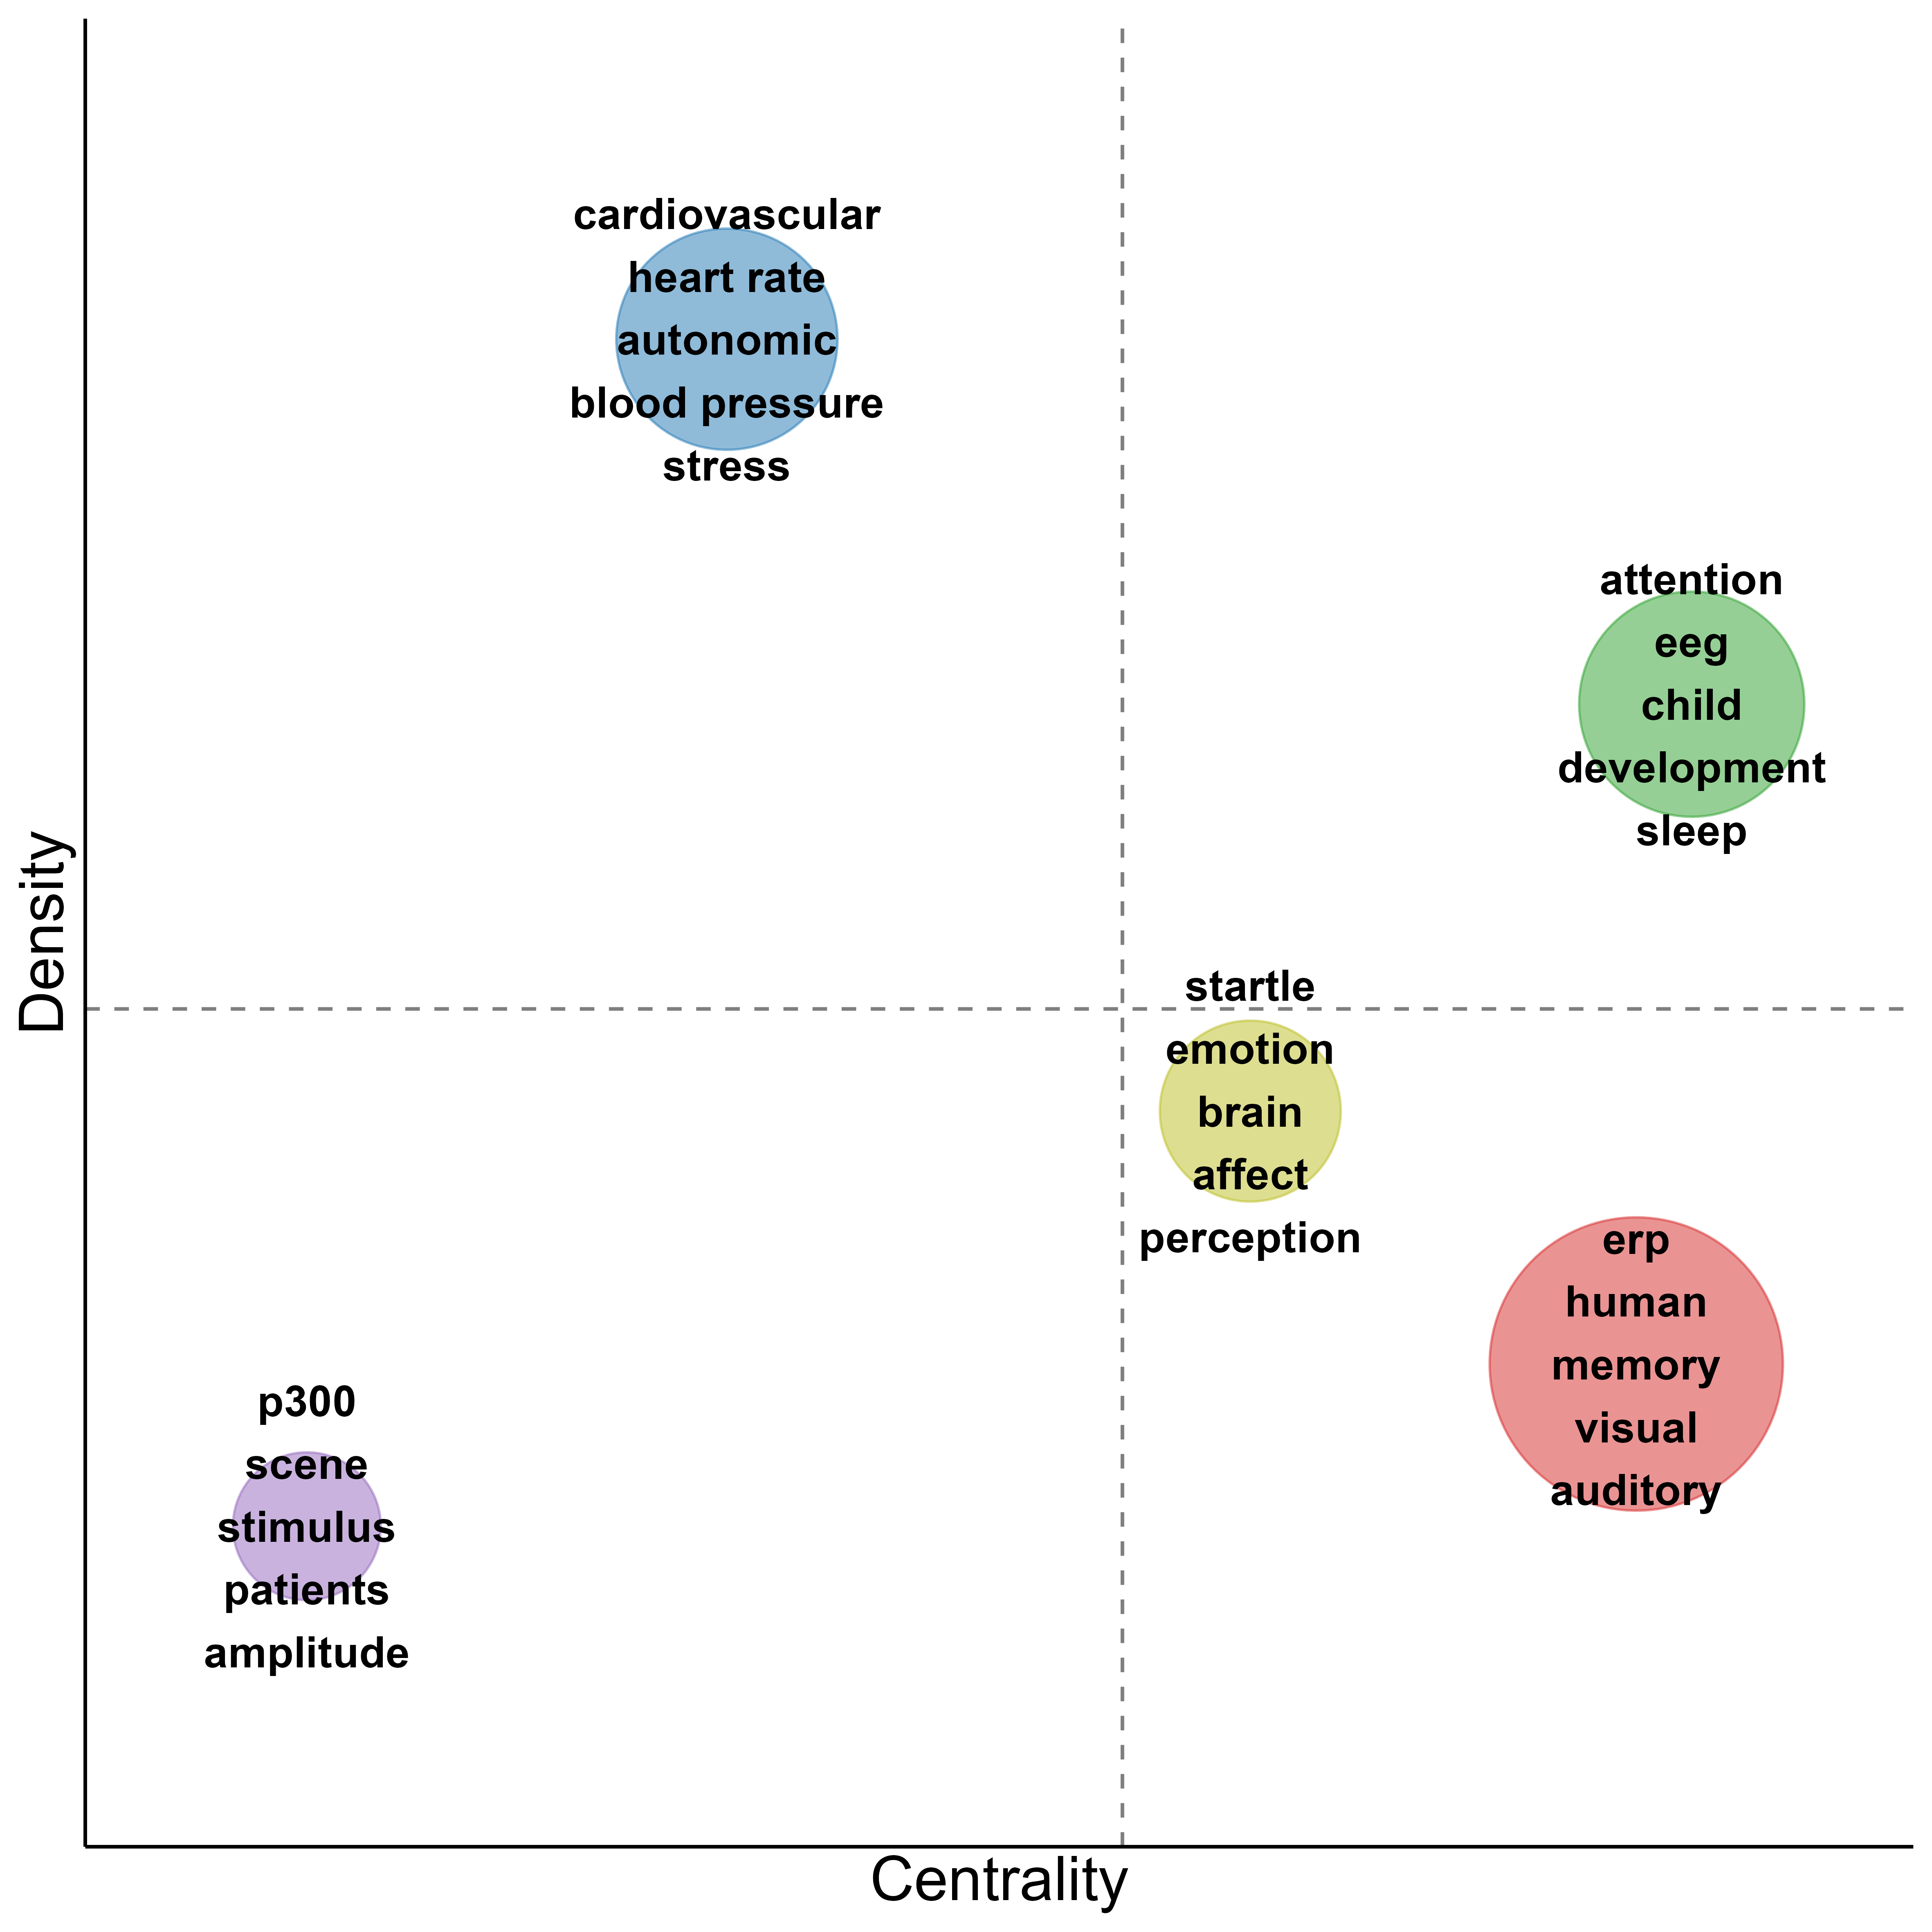 cardiovascular
heart rate
autonomic
blood pressure
stress
attention
eeg
child
development
sleep
Density
startle
emotion
brain
affect
perception
erp
human
memory
visual
auditory
p300
scene
stimulus
patients
amplitude
Centrality